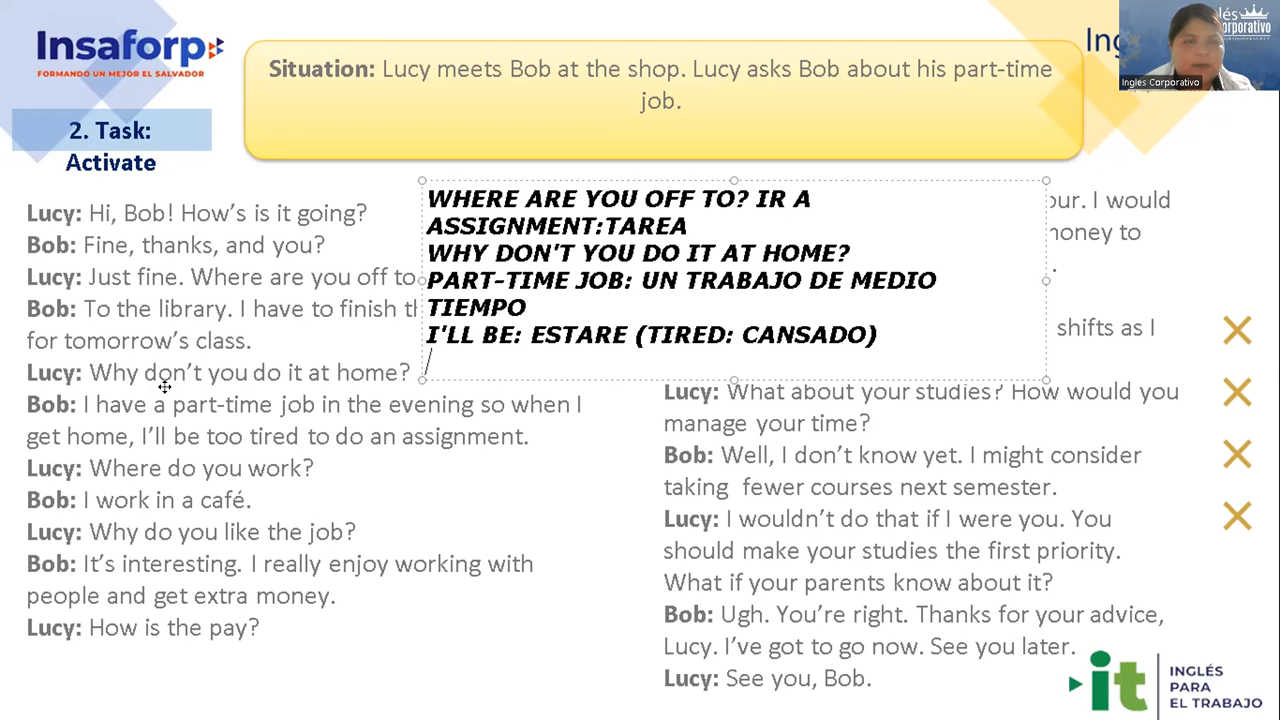 Insaforp
FORMANDO UN MEJOR EL SALVADOR
Situation: Lucy meets Bob at the shop. Lucy asks Bob about his part-time
job.
Inglés Corporativo
2. Task:
Activate
WHERE ARE YOU OFF TO? IR A
ASSIGNMENT:TAREA
WHY DON'T YOU DO IT AT HOME?
PART-TIME JOB: UN TRABAJO DE MEDIO
TIEMPO
I'LL BE: ESTARE (TIRED: CANSADO)
Lucy: Hi, Bob! How's is it going?
Bob: Fine, thanks, and you?
Lucy: Just fine. Where are you off to
Bob: To the library. I have to finish
for tomorrow's class.
Lucy: Why don't you do it at home?
Bob: I have a part-time job in the evening so when I
get home, I'll be too tired to do an assignment.
Lucy: Where do you work?
Bob: I work in a café.
Lucy: Why do you like the job?
Bob: It's interesting. I really enjoy working with
people and get extra money.
Lucy: How is the pay?
I would
money to
shifts as I
Lucy: What about your studies? How would you
manage your time?
Bob: Well, I don't know yet. I might consider
taking fewer courses next semester.
Lucy: I wouldn't do that if I were you. You
should make your studies the first priority.
What if your parents know about it?
Bob: Ugh. You're right. Thanks for your advice,
Lucy. I've got to go now. See you later.
Lucy: See you, Bob.
it
INGLÉS
PARA
EL TRABAJO